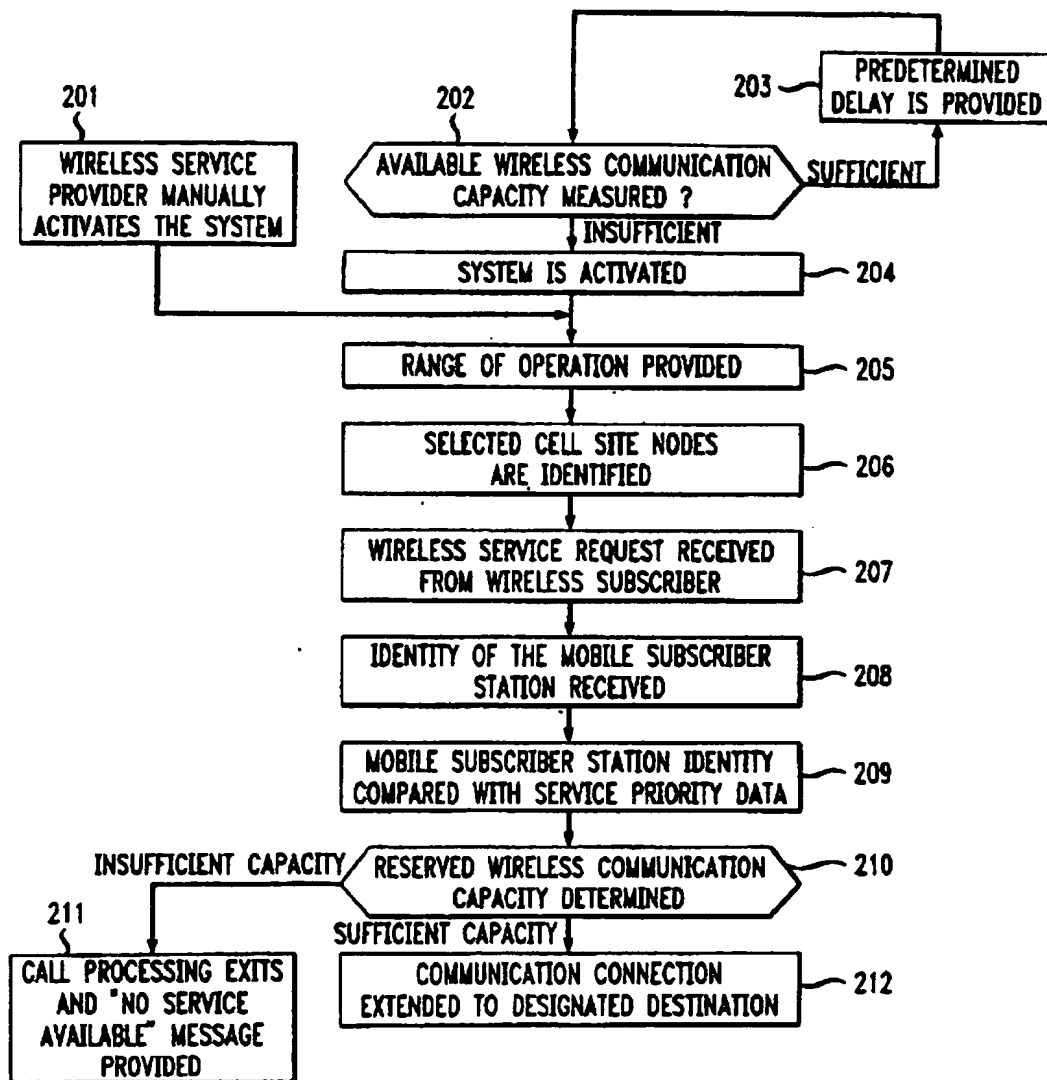 203
PREDETERMINED
DELAY IS PROVIDED
201
202
WIRELESS SERVICE
PROVIDER MANUALLY
ACTIVATES THE SYSTEM
AVAILABLE WIRELESS COMMUNICATION
CAPACITY MEASURED ?
SUFFICIENT
INSUFFICIENT
SYSTEM IS ACTIVATED
204
RANGE OF OPERATION PROVIDED
205
SELECTED CELL SITE NODES
ARE IDENTIFIED
206
WIRELESS SERVICE REQUEST RECEIVED
FROM WIRELESS SUBSCRIBER
207
IDENTITY OF THE MOBILE SUBSCRIBER
STATION RECEIVED
208
MOBILE SUBSCRIBER STATION IDENTITY
COMPARED WITH SERVICE PRIORITY DATA
209
INSUFFICIENT CAPACITY
RESERVED WIRELESS COMMUNICATION
CAPACITY DETERMINED
210
211
SUFFICIENT CAPACITY
CALL PROCESSING EXITS
AND "NO SERVICE
AVAILABLE" MESSAGE
PROVIDED
COMMUNICATION CONNECTION
EXTENDED TO DESIGNATED DESTINATION
212